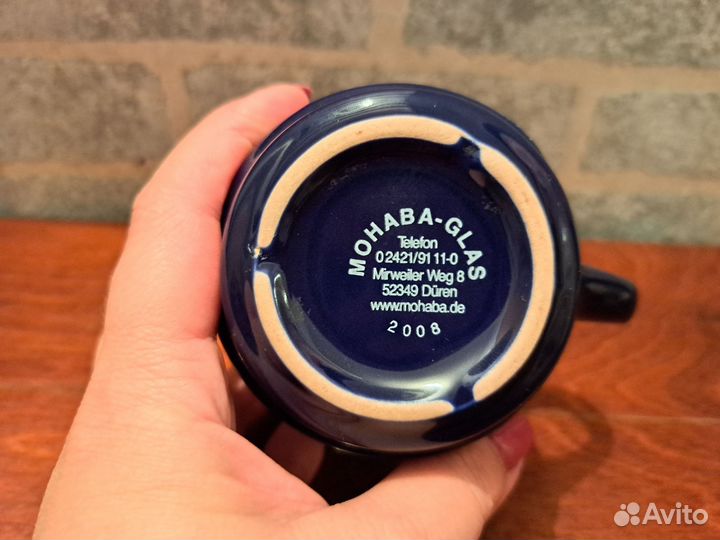 MOHABA-GLAS
Telefon
0 2421/91 11-0
Mirweiler Weg 8
52349 Düren
www.mohaba.de
2008
Avito